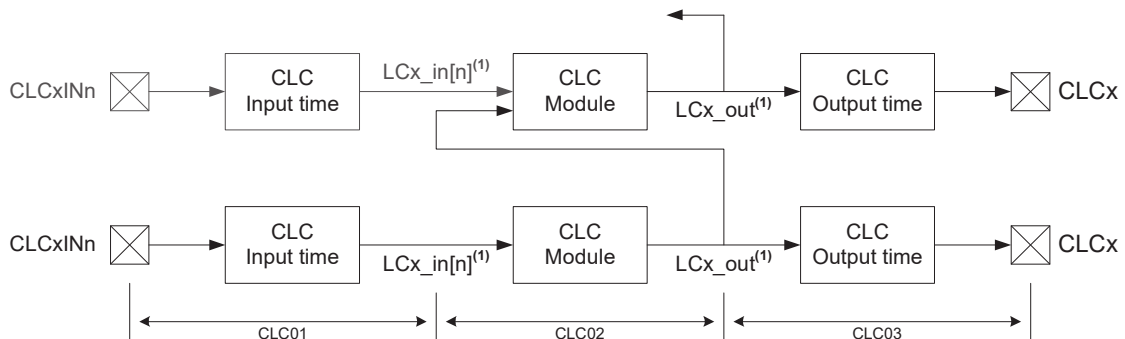 CLCxINn
CLC
Input time
LCx_in[n](1)
CLC
Module
LCx_out(1)
CLC
Output time
CLCx
CLCxINn
CLC
Input time
LCx_in[n](1)
CLC
Module
LCx_out(1)
CLC
Output time
CLCx
CLC01
CLC02
CLC03